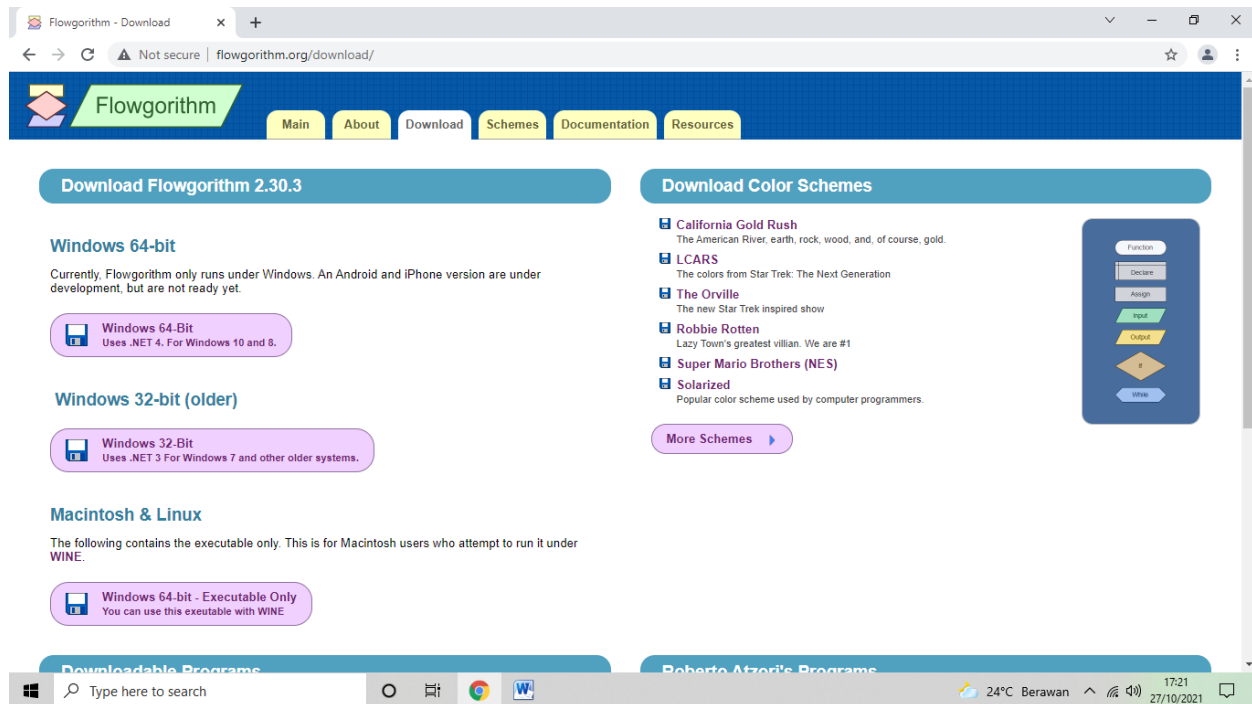 Flowgorithm - Download
Not secure | flowgorithm.org/download/
Flowgorithm
Main About Download Schemes Documentation Resources
Download Flowgorithm 2.30.3
Windows 64-bit
Currently, Flowgorithm only runs under Windows. An Android and iPhone version are under
development, but are not ready yet.
Windows 64-Bit
Uses .NET 4. For Windows 10 and 8.
Windows 32-bit (older)
Windows 32-Bit
Uses .NET 3 For Windows 7 and other older systems.
Macintosh & Linux
The following contains the executable only. This is for Macintosh users who attempt to run it under
WINE.
Windows 64-bit - Executable Only
You can use this exeutable with WINE
Downloadable Programs
Download Color Schemes
California Gold Rush
The American River, earth, rock, wood, and, of course, gold.
LCARS
The colors from Star Trek: The Next Generation
The Orville
The new Star Trek inspired show
Robbie Rotten
Lazy Town's greatest villian. We are #1
Super Mario Brothers (NES)
Solarized
Popular color scheme used by computer programmers.
More Schemes
Function
Declare
Assign
Input
Output
If
While
Roberto Atzori's Programs
Type here to search
24°C Berawan
17:21
27/10/2021